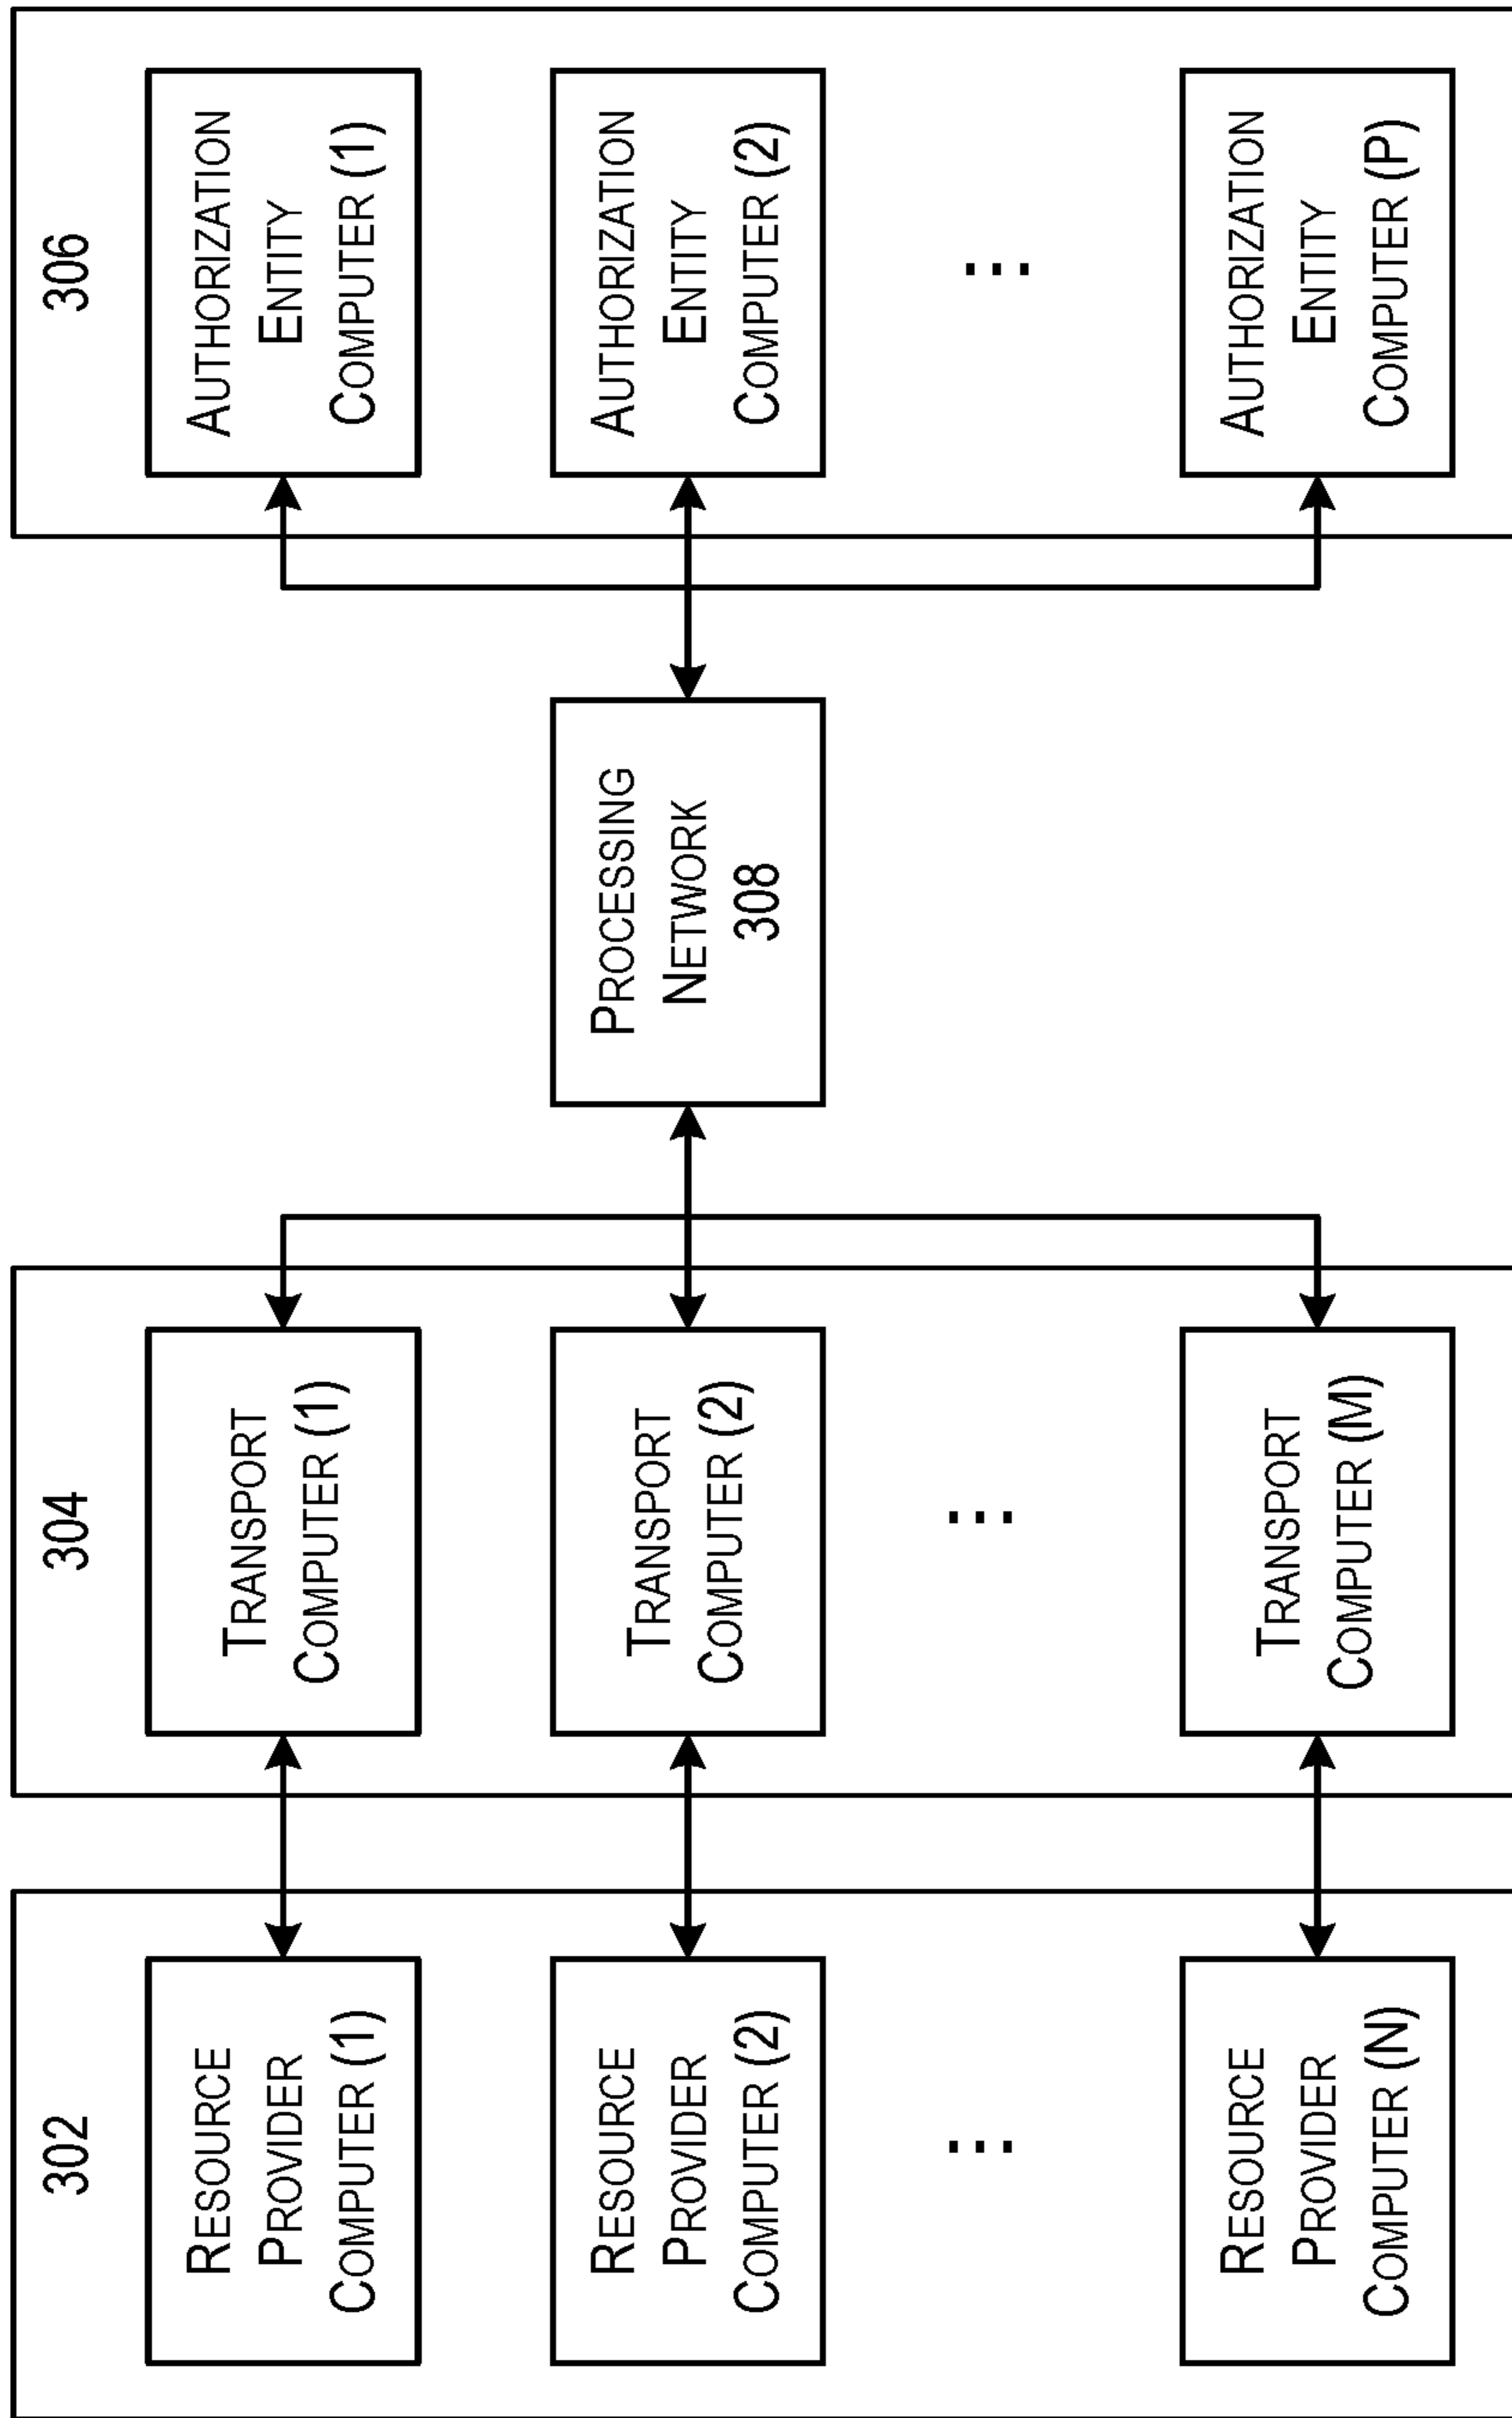 302
RESOURCE
PROVIDER
COMPUTER (1)
RESOURCE
PROVIDER
COMPUTER (2)
...
RESOURCE
PROVIDER
COMPUTER (N)
304
TRANSPORT
COMPUTER (1)
TRANSPORT
COMPUTER (2)
...
TRANSPORT
COMPUTER (M)
PROCESSING
NETWORK
308
306
AUTHORIZATION
ENTITY
COMPUTER (1)
AUTHORIZATION
ENTITY
COMPUTER (2)
...
AUTHORIZATION
ENTITY
COMPUTER (P)